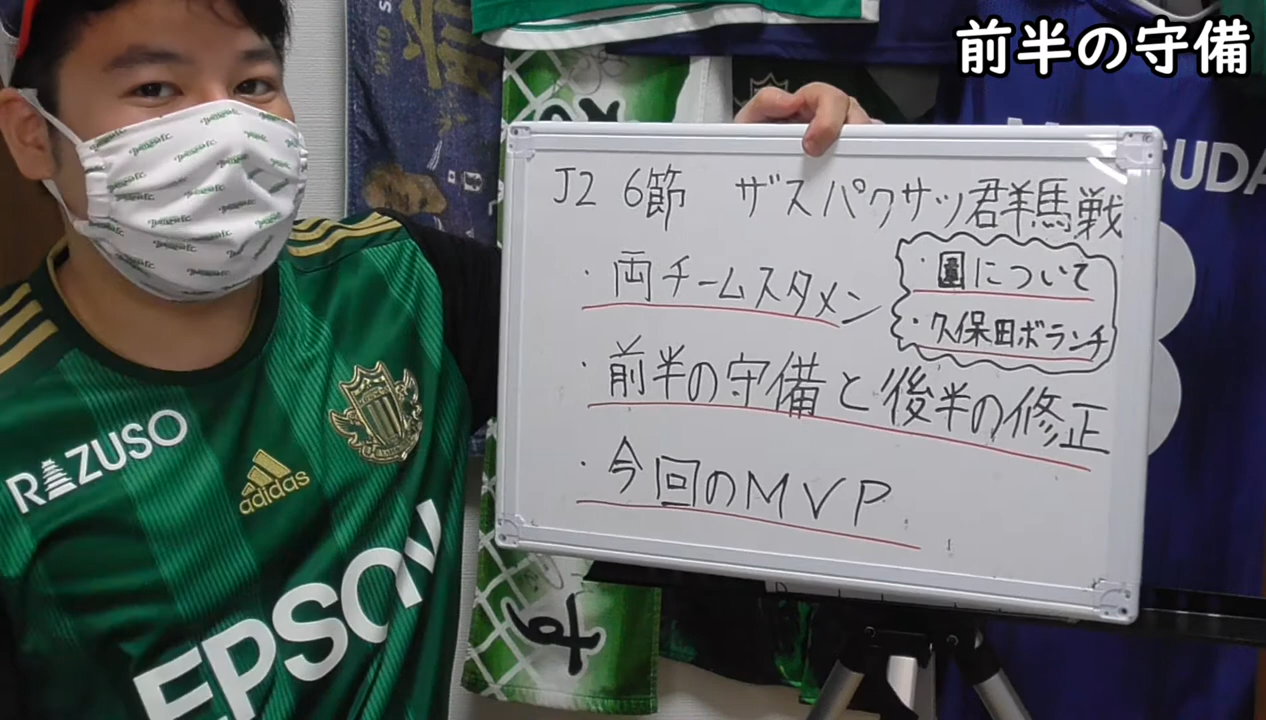 前半の守備
J2 6節 ザスパクサツ群馬戦
・両チームスタメン
・圓について
・久保田ボランチ
・前半の守備と後半の修正
・今回のMVP
RAZUSO
adidas
EPSON
SUDA
す